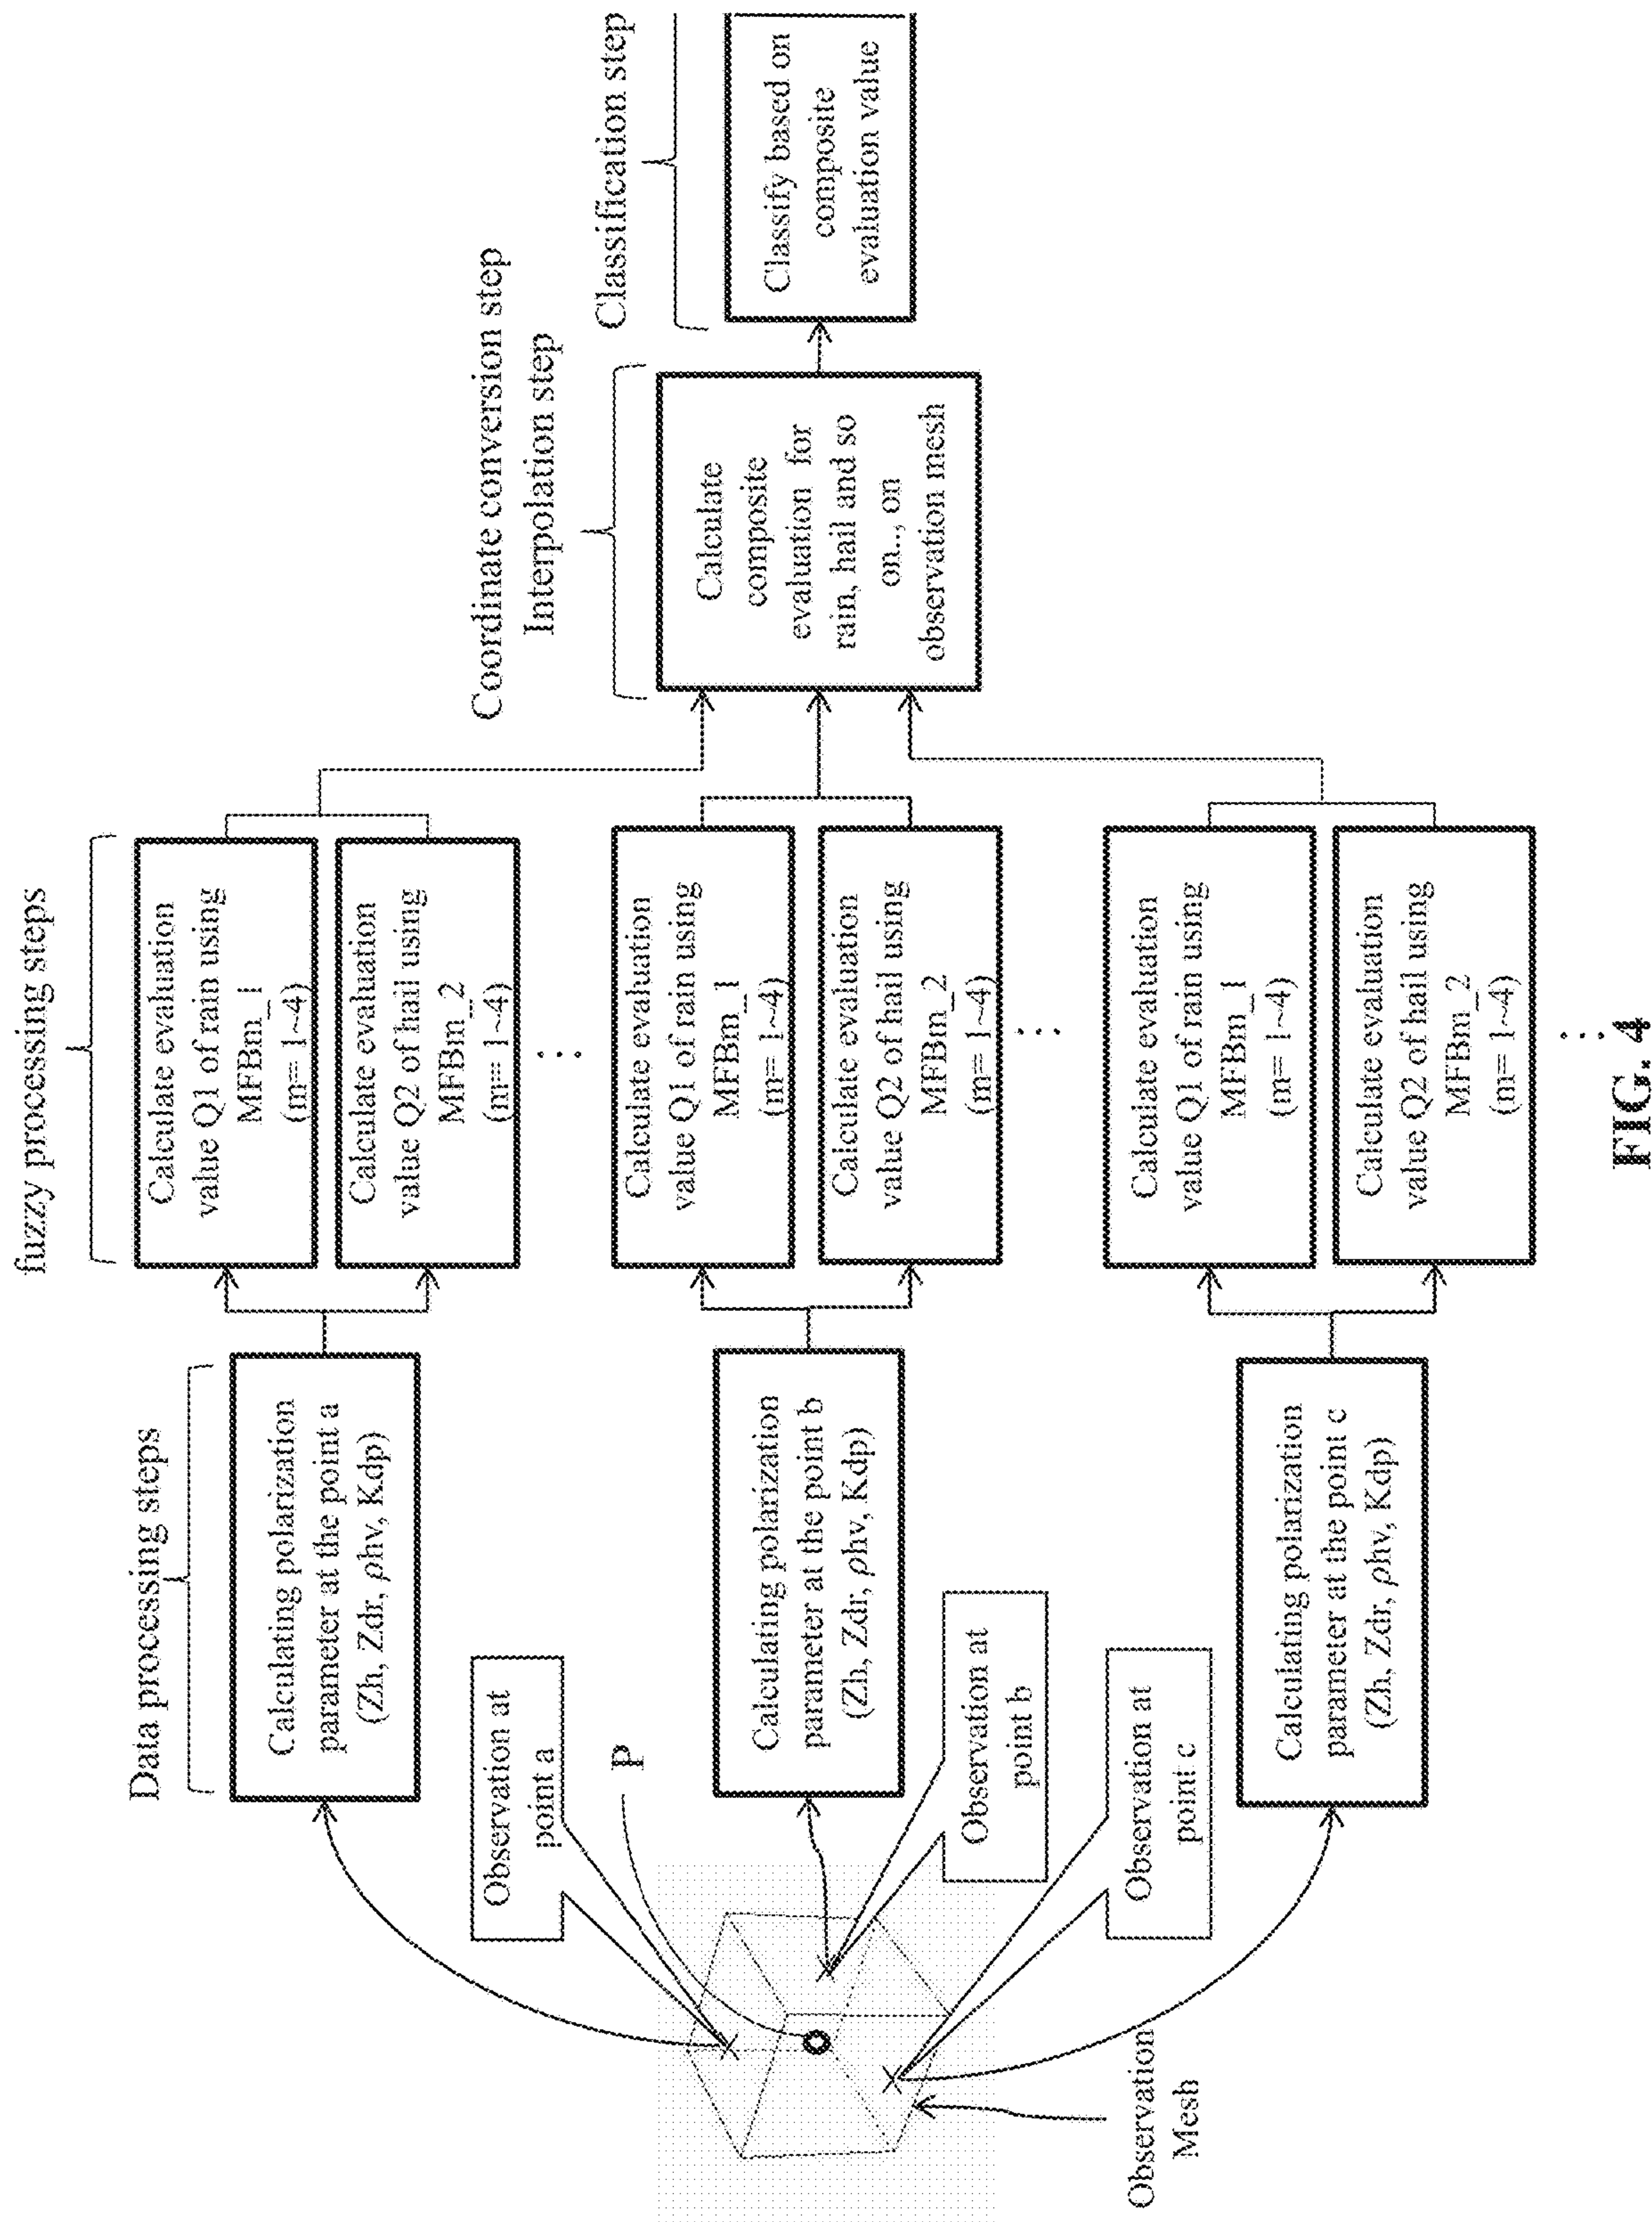 Data processing steps
fuzzy processing steps
Coordinate conversion step
Interpolation step
Classification step
Calculating polarization
parameter at the point a
(Zh, Zdr, ρhv, Kdp)
Calculate evaluation
value Q1 of rain using
MFBm_1
(m= 1~4)
Calculate evaluation
value Q2 of hail using
MFBm_2
(m= 1~4)
...
Observation at
point a
P
Calculating polarization
parameter at the point b
(Zh, Zdr, ρhv, Kdp)
Calculate evaluation
value Q1 of rain using
MFBm_1
(m= 1~4)
Calculate evaluation
value Q2 of hail using
MFBm_2
(m= 1~4)
...
Calculate
composite
evaluation for
rain, hail and so
on.., on
observation mesh
Classify based on
composite
evaluation value
Observation at
point b
Observation at
point c
Observation
Mesh
Calculating polarization
parameter at the point c
(Zh, Zdr, ρhv, Kdp)
Calculate evaluation
value Q1 of rain using
MFBm_1
(m= 1~4)
Calculate evaluation
value Q2 of hail using
MFBm_2
(m= 1~4)
...
FIG. 4